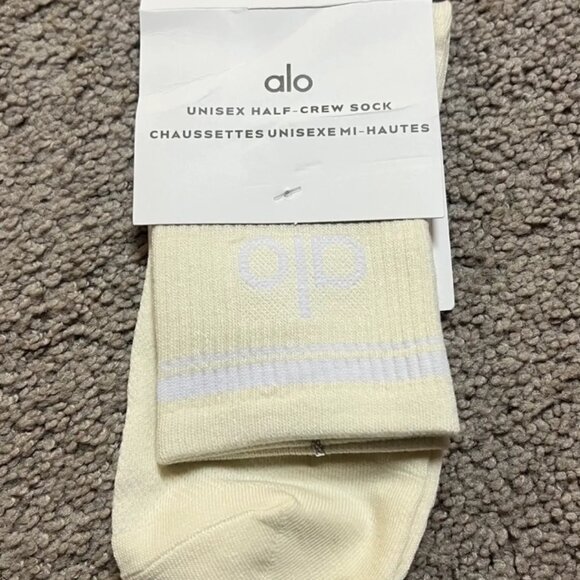 alo
UNISEX HALF-CREW SOCK
CHAUSSETTES UNISEXE MI-HAUTES
alo